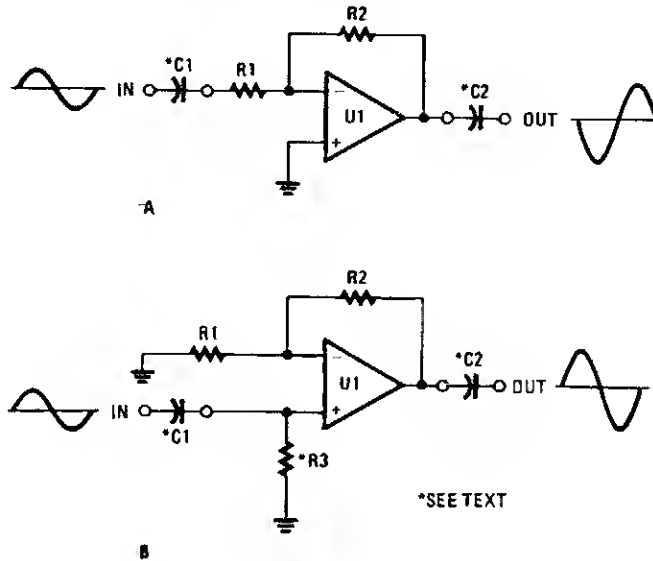 R2
*C1
R1
IN
−
*C2
U1
OUT
+
A
R2
R1
−
*C2
U1
OUT
IN
+
*C1
*R3
*SEE TEXT
B